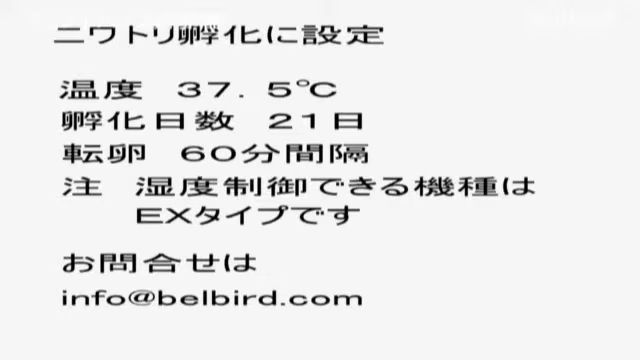 ニワトリ孵化に設定
温度 37．5℃
孵化日数 21日
転卵 60分間隔
注 湿度制御できる機種は
EXタイプです
お問合せは
info@belbird.com